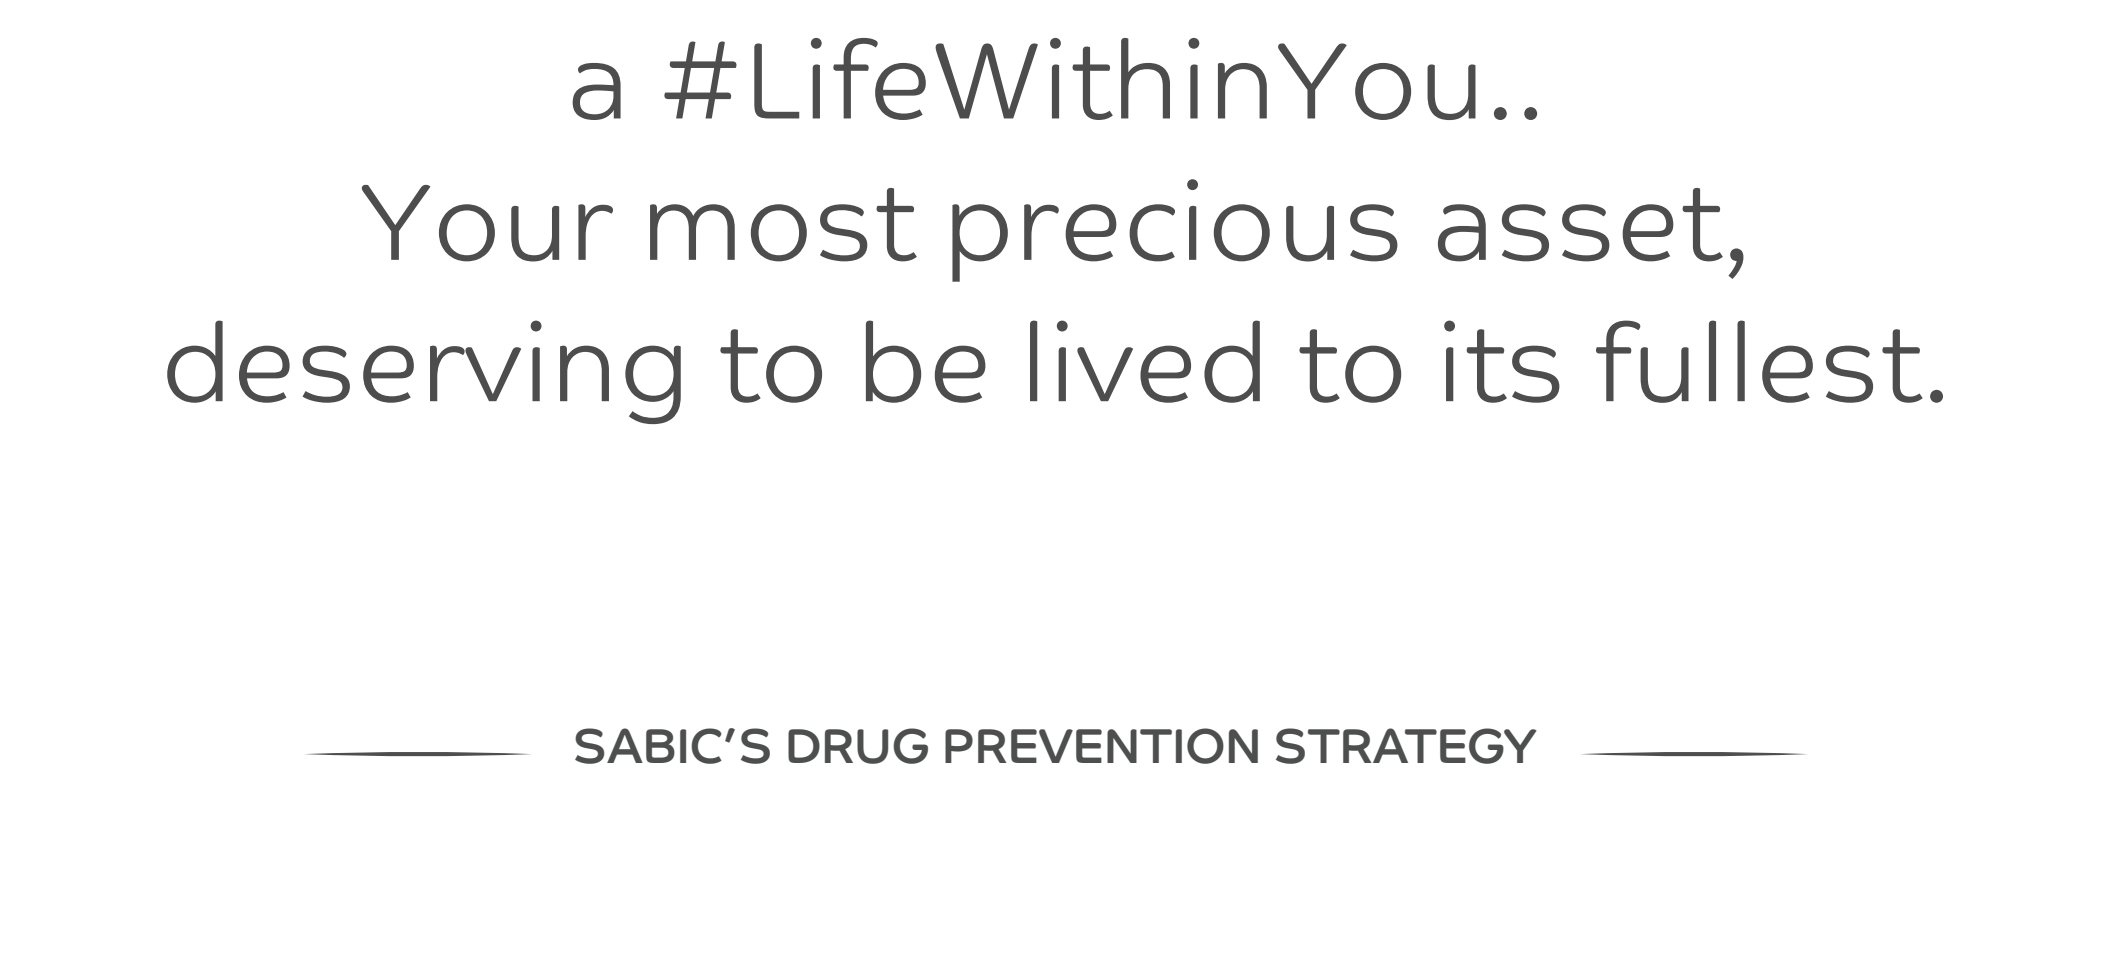 a #LifeWithinYou..
Your most precious asset,
deserving to be lived to its fullest.
SABIC’S DRUG PREVENTION STRATEGY